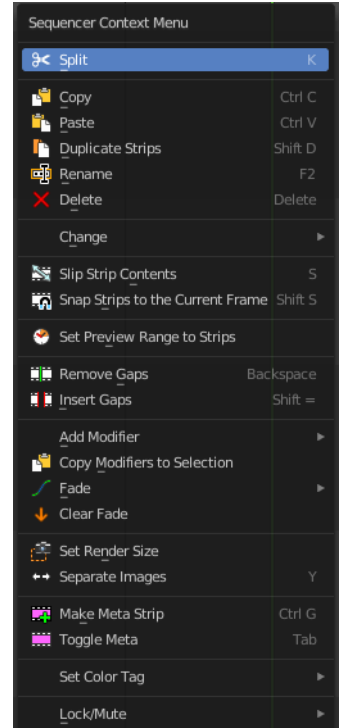 Sequencer Context Menu
Split K
Copy Ctrl C
Paste Ctrl V
Duplicate Strips Shift D
Rename F2
Delete Delete
Change
Slip Strip Contents S
Snap Strips to the Current Frame Shift S
Set Preview Range to Strips
Remove Gaps Backspace
Insert Gaps Shift =
Add Modifier
Copy Modifiers to Selection
Fade
Clear Fade
Set Render Size
Separate Images Y
Make Meta Strip Ctrl G
Toggle Meta Tab
Set Color Tag
Lock/Mute